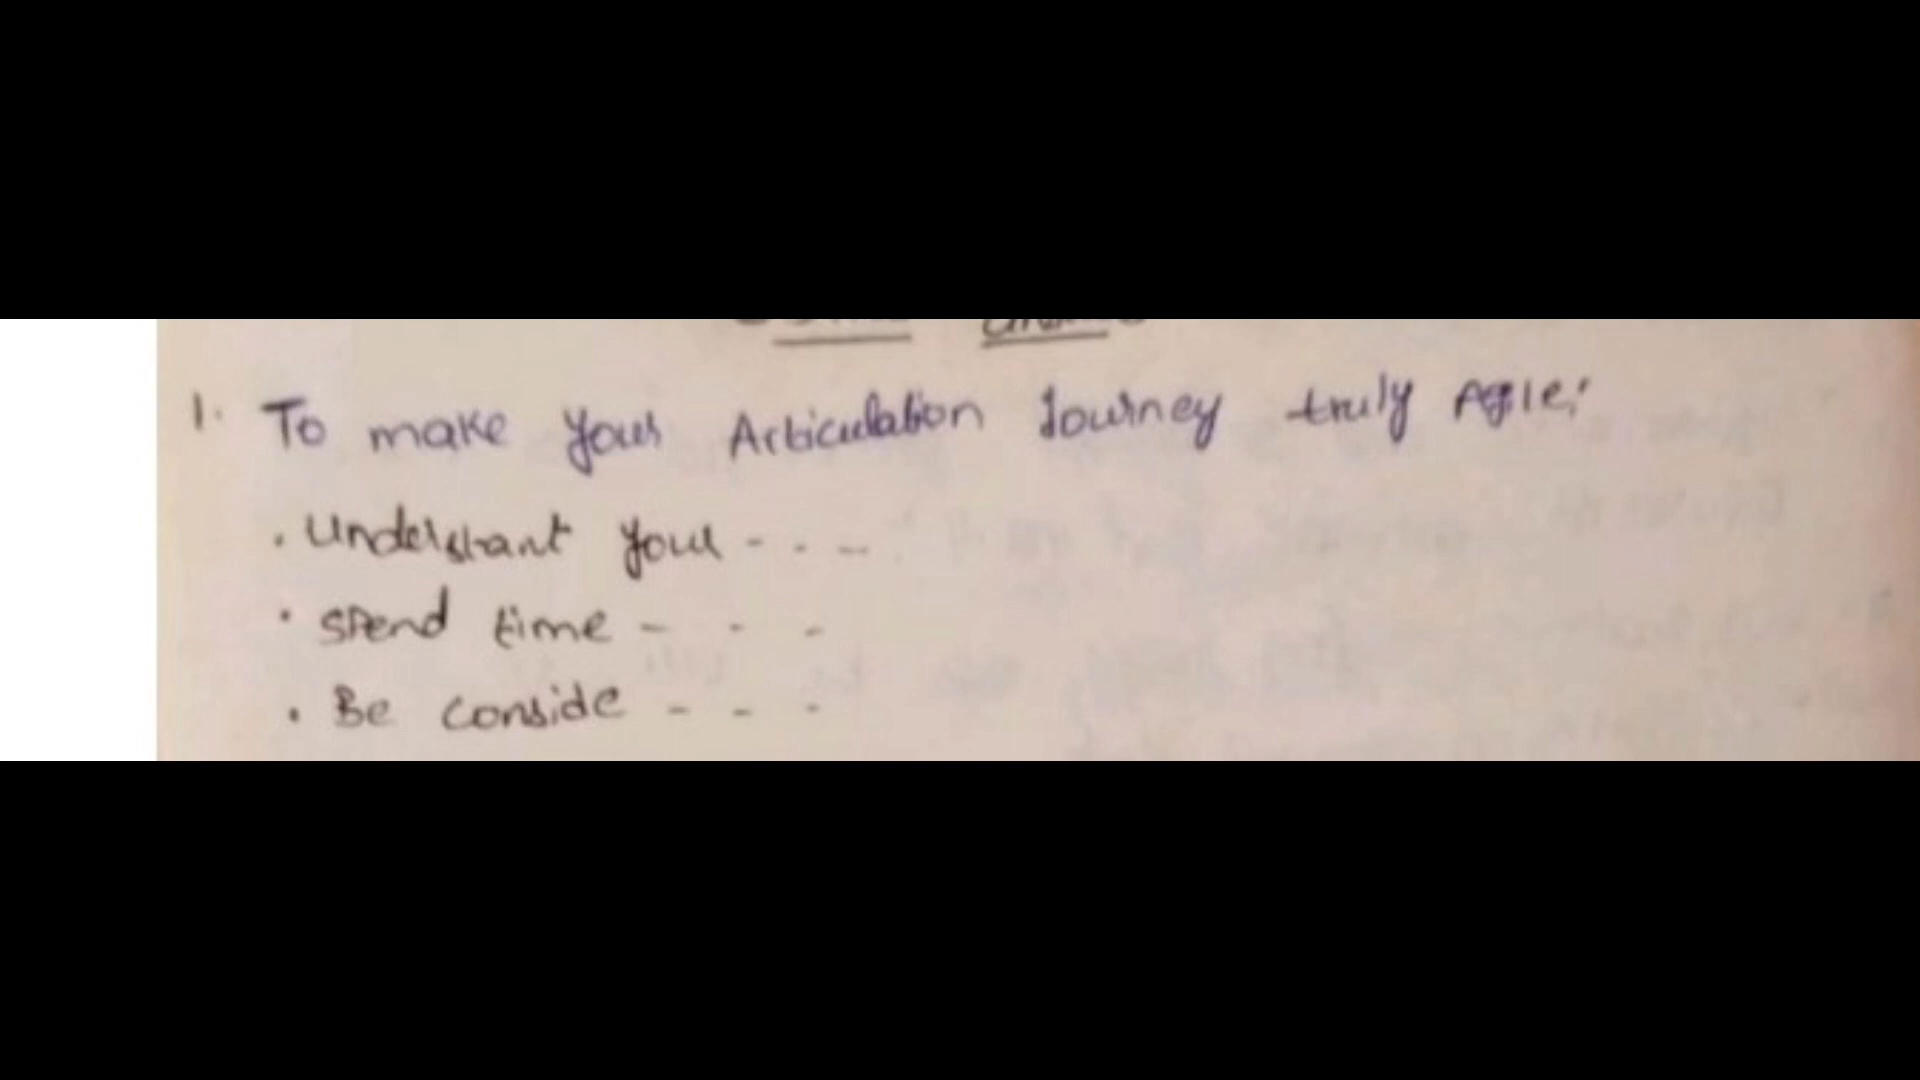 1. To make your Articulation Journey truly Agile:
. Understant your - - -
. spend time - - -
. Be conside - - -